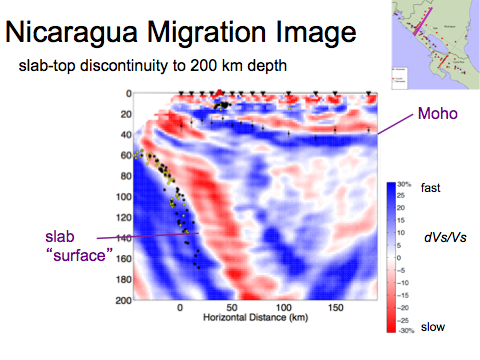 Nicaragua Migration Image
slab-top discontinuity to 200 km depth
Moho
slab
“surface”
0
20
40
60
80
100
120
140
160
180
200
0 50 100 150
Horizontal Distance (km)
30%
25
20
15
10
5
0
-5
-10
-15
-20
-25
-30%
fast
dVs/Vs
slow